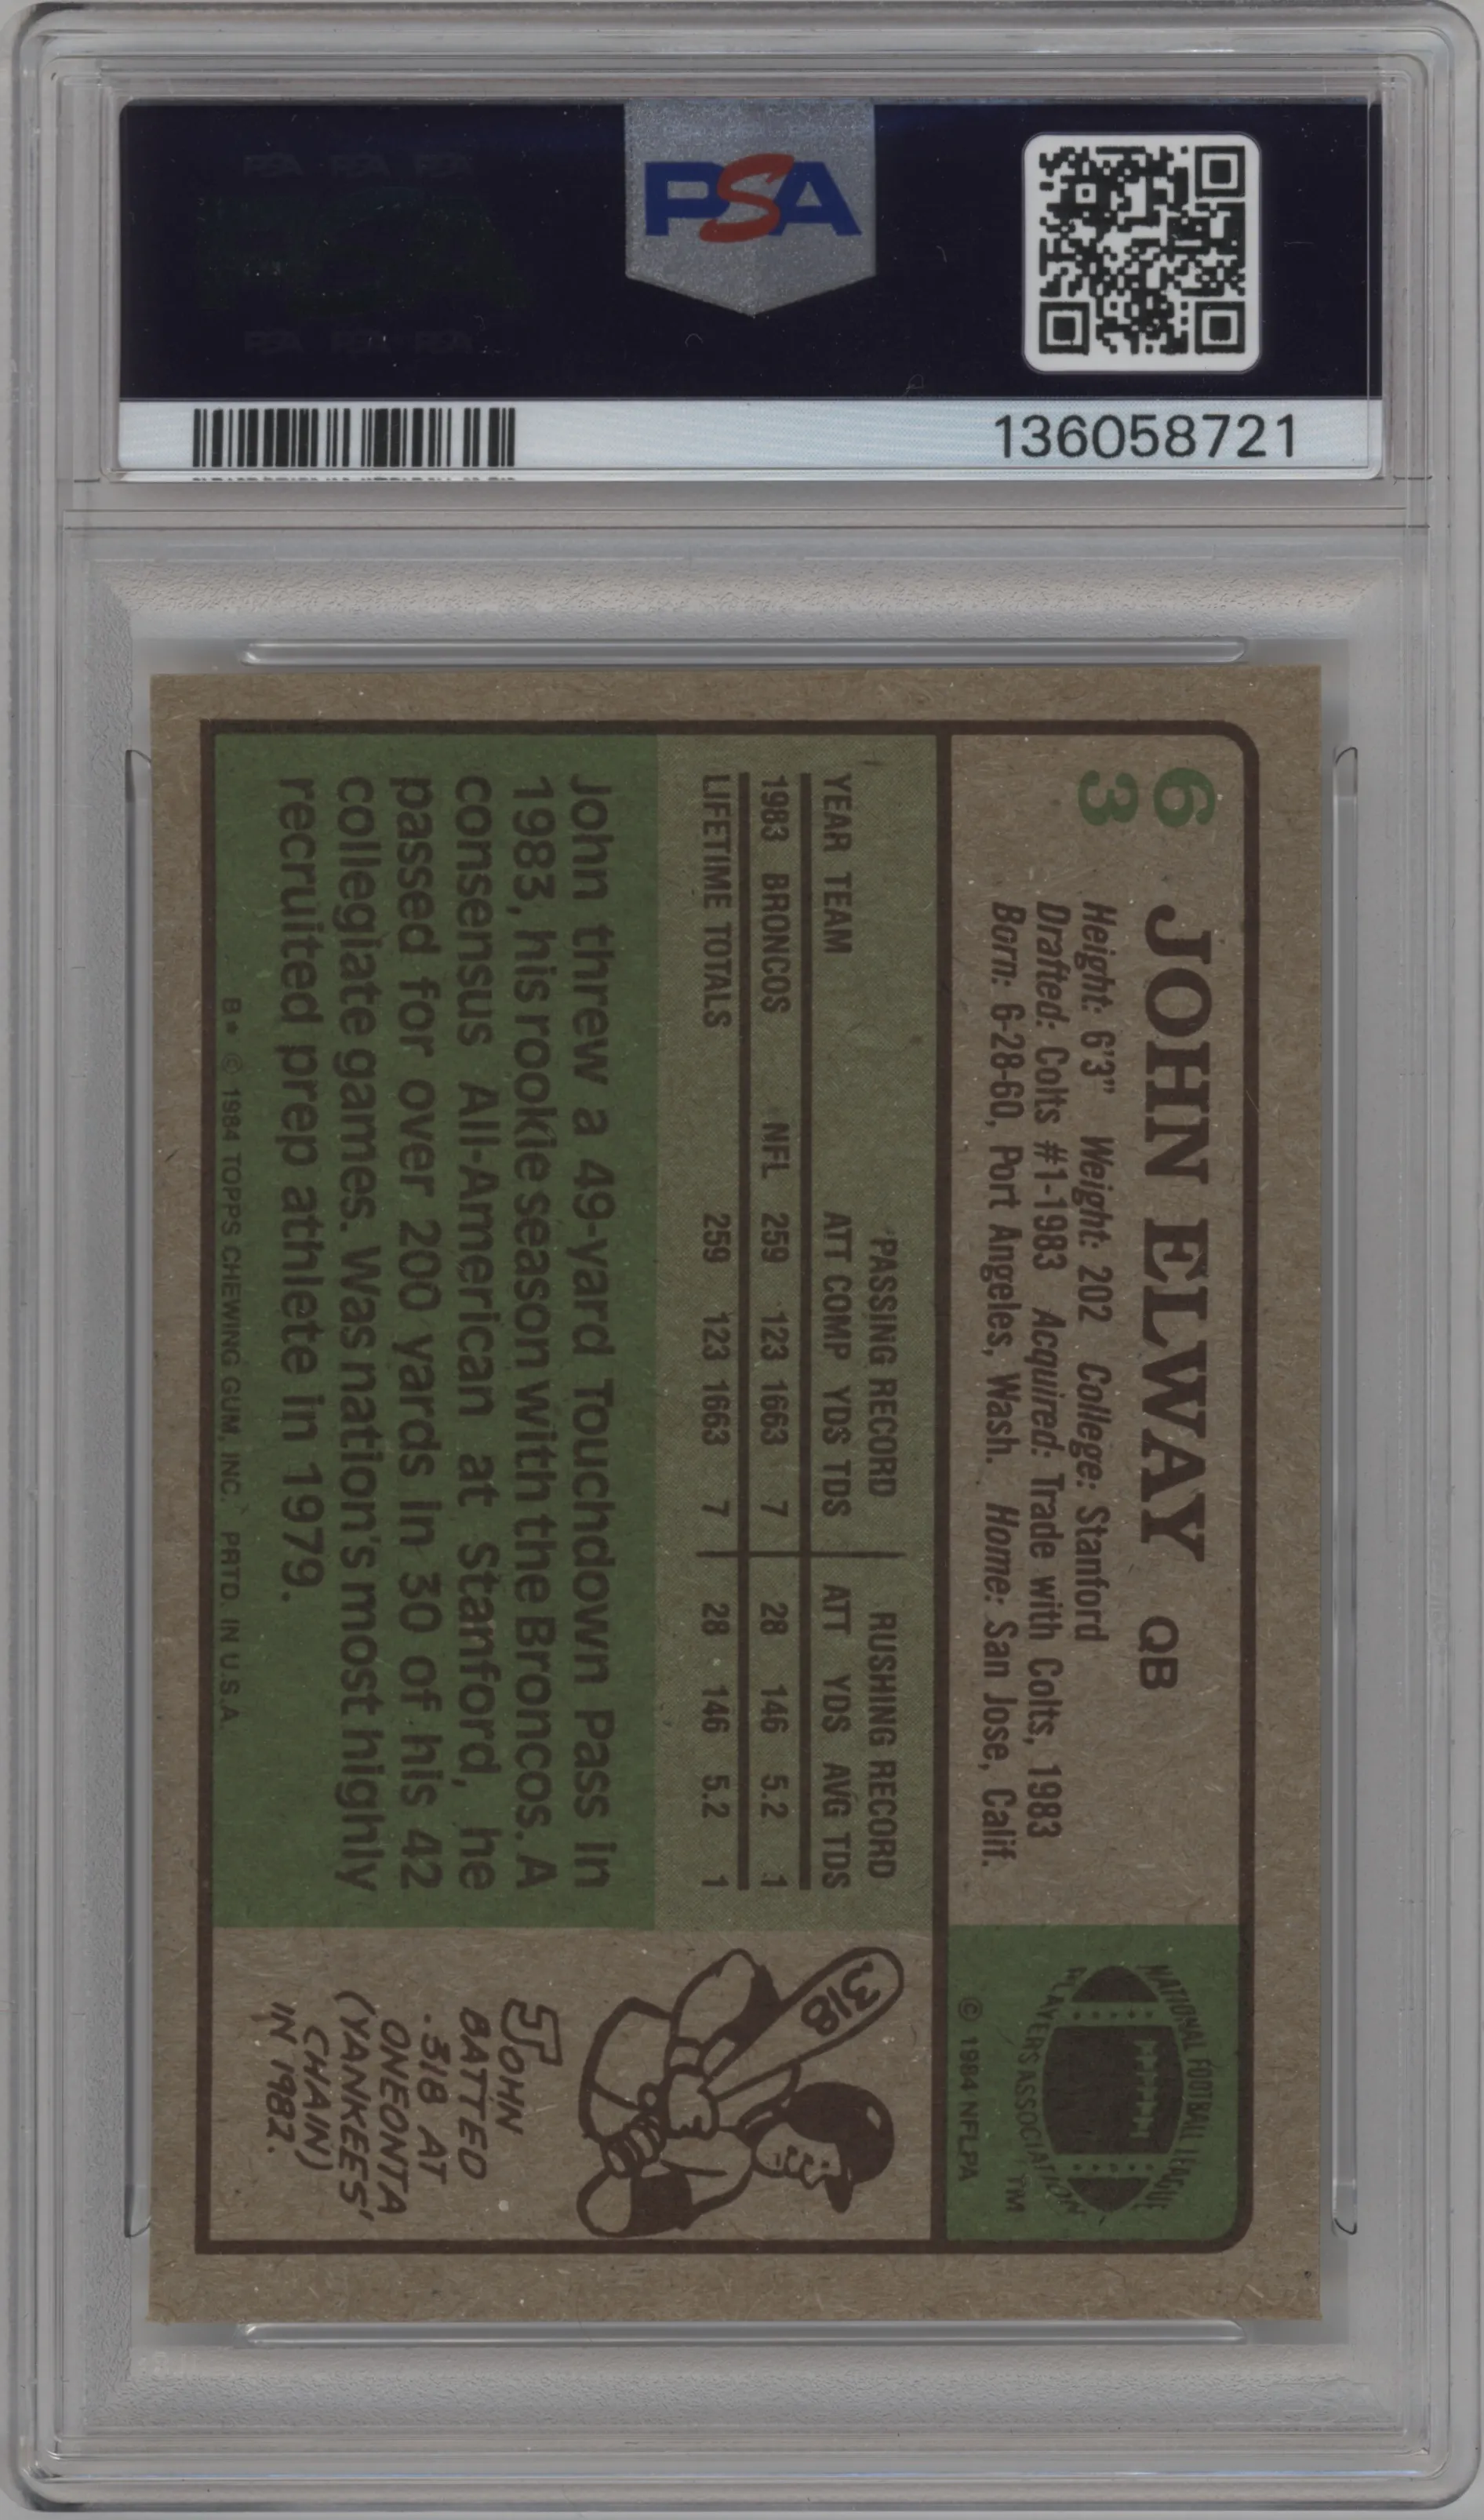 PSA PSA PSA
PSA
PSA PSA PSA
136058721
63
JOHN ELWAY QB
Height: 6'3" Weight: 202 College: Stanford
Drafted: Colts #1-1983 Acquired: Trade with Colts, 1983
Born: 6-28-60, Port Angeles, Wash. Home: San Jose, Calif.
NATIONAL FOOTBALL LEAGUE
PLAYERS ASSOCIATION
TM
© 1984 NFLPA
PASSING RECORD RUSHING RECORD
YEAR TEAM ATT COMP YDS TDS ATT YDS AVG TDS
1983 BRONCOS NFL 259 123 1663 7 28 146 5.2 1
LIFETIME TOTALS 259 123 1663 7 28 146 5.2 1
John threw a 49-yard Touchdown Pass in
1983, his rookie season with the Broncos. A
consensus All-American at Stanford, he
passed for over 200 yards in 30 of his 42
collegiate games. Was nation's most highly
recruited prep athlete in 1979.
B* © 1984 TOPPS CHEWING GUM, INC. PRTD. IN U.S.A.
318
JOHN
BATTED
.318 AT
ONEONTA
(YANKEES'
CHAIN)
IN 1982.